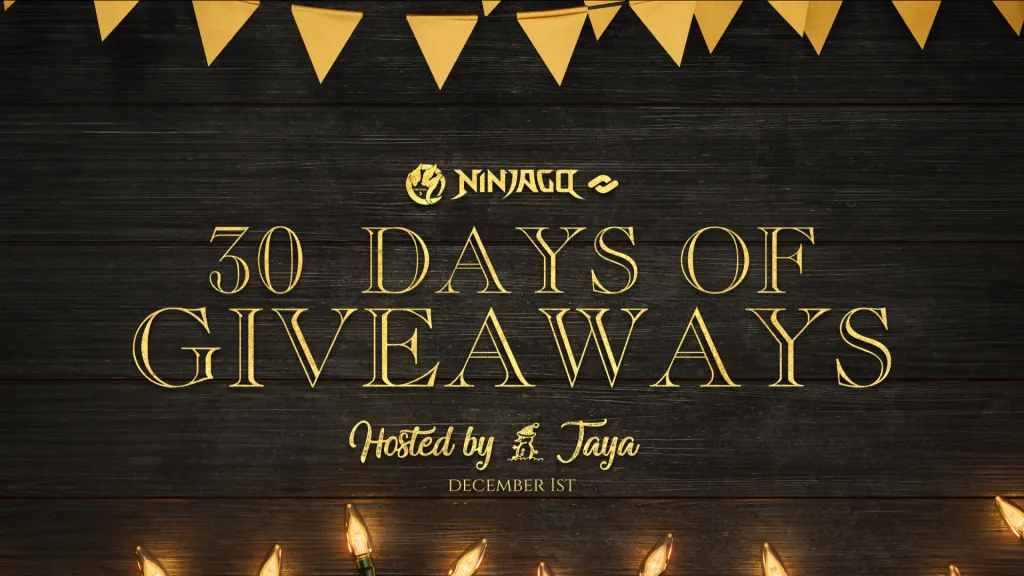 NINJAGO
30 DAYS OF
GIVEAWAYS
Hosted by Taya
DECEMBER 1ST